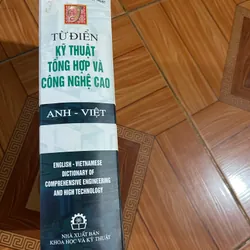 TỪ ĐIỂN
KỸ THUẬT
TỔNG HỢP VÀ
CÔNG NGHỆ CAO
ANH - VIỆT
ENGLISH - VIETNAMESE
DICTIONARY OF
COMPREHENSIVE ENGINEERING
AND HIGH TECHNOLOGY
NHÀ XUẤT BẢN
KHOA HỌC VÀ KỸ THUẬT